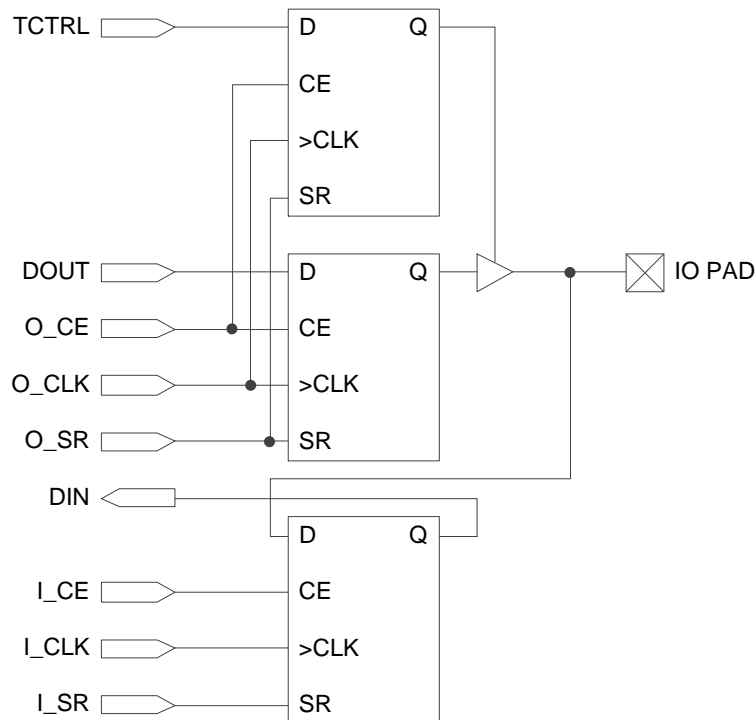 TCTRL
D
Q
CE
>CLK
SR
DOUT
D
Q
IO PAD
O_CE
CE
O_CLK
>CLK
O_SR
SR
DIN
D
Q
I_CE
CE
I_CLK
>CLK
I_SR
SR